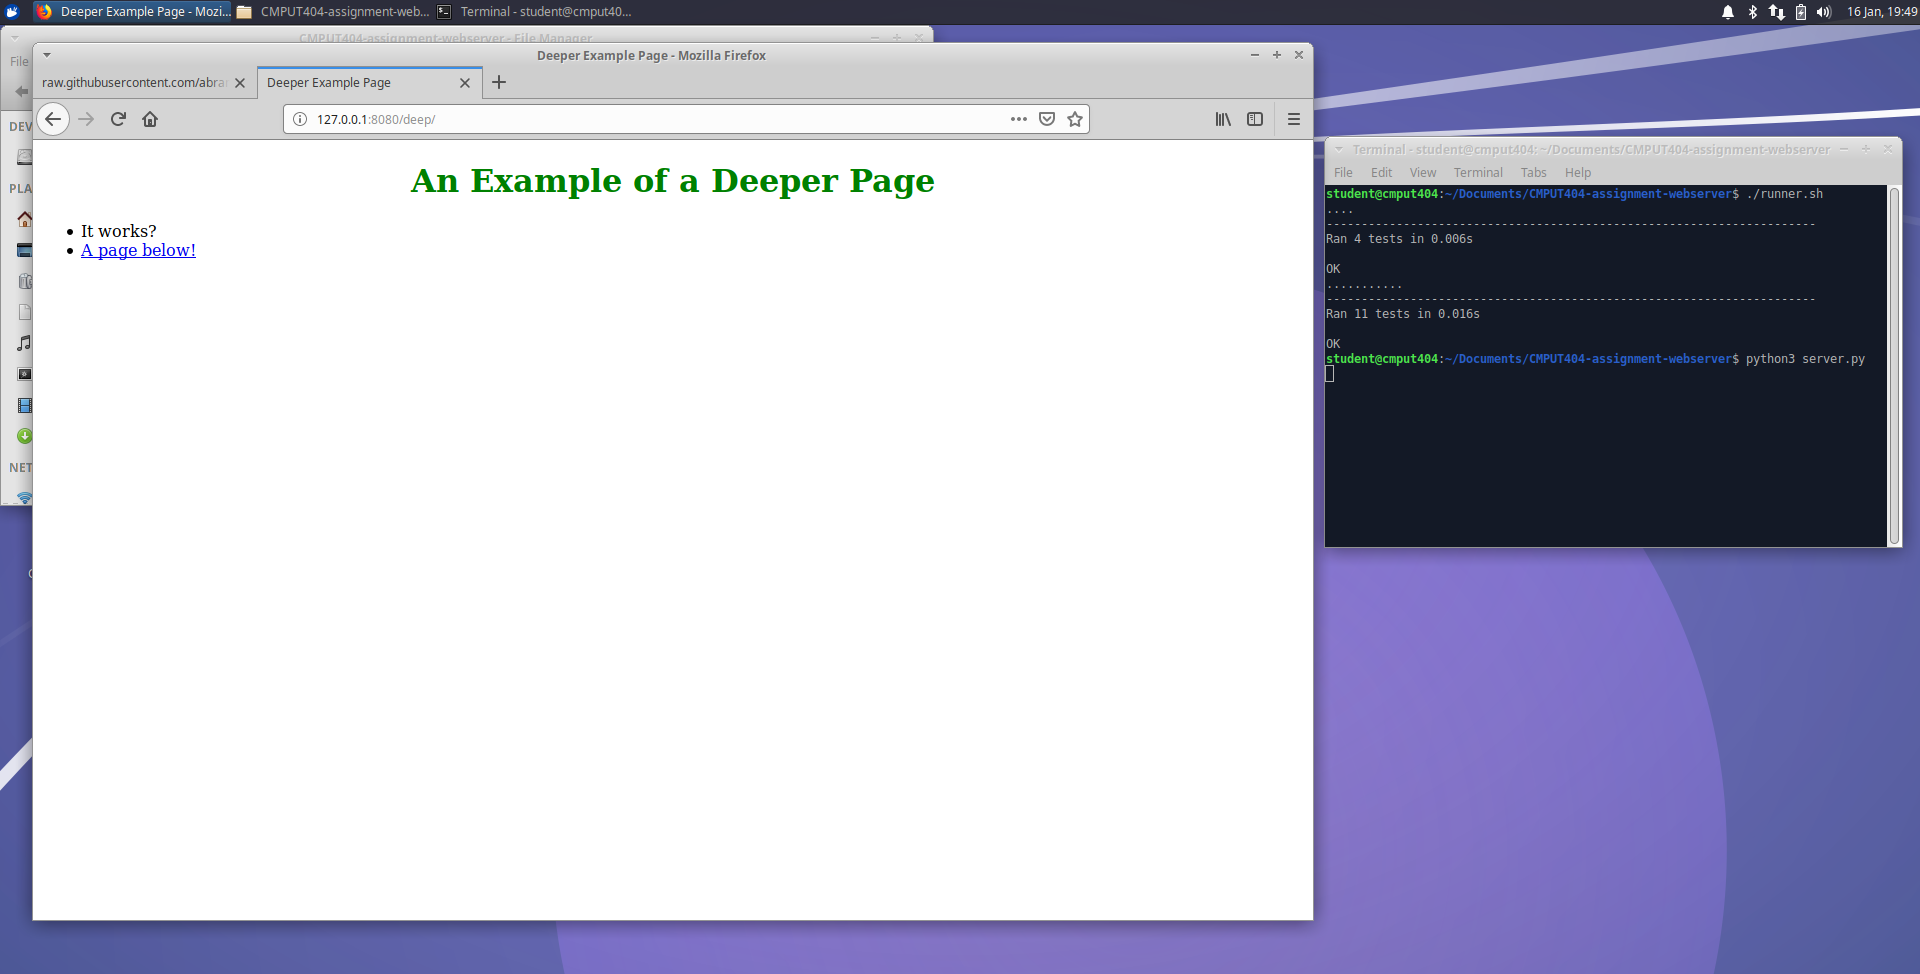 Deeper Example Page - Mozi...
CMPUT404-assignment-web...
Terminal - student@cmput40...
16 Jan, 19:49
CMPUT404-assignment-webserver - File Manager
File
DEV
PLA
NET
Deeper Example Page - Mozilla Firefox
raw.githubusercontent.com/abra
Deeper Example Page
127.0.0.1:8080/deep/
An Example of a Deeper Page
It works?
A page below!
Terminal - student@cmput404: ~/Documents/CMPUT404-assignment-webserver
File Edit View Terminal Tabs Help
student@cmput404:~/Documents/CMPUT404-assignment-webserver$ ./runner.sh
....
----------------------------------------------------------------------
Ran 4 tests in 0.006s
OK
...........
----------------------------------------------------------------------
Ran 11 tests in 0.016s
OK
student@cmput404:~/Documents/CMPUT404-assignment-webserver$ python3 server.py